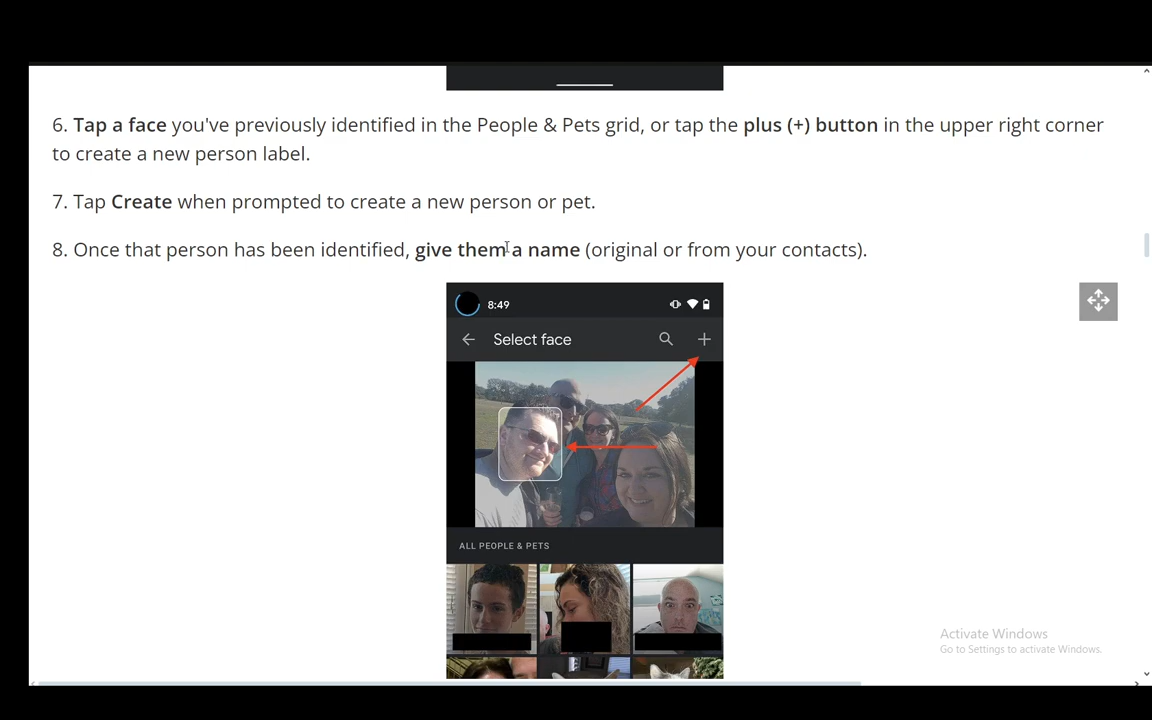 6. Tap a face you've previously identified in the People & Pets grid, or tap the plus (+) button in the upper right corner
to create a new person label.
7. Tap Create when prompted to create a new person or pet.
8. Once that person has been identified, give them a name (original or from your contacts).
8:49
Select face
ALL PEOPLE & PETS
Activate Windows
Go to Settings to activate Windows.